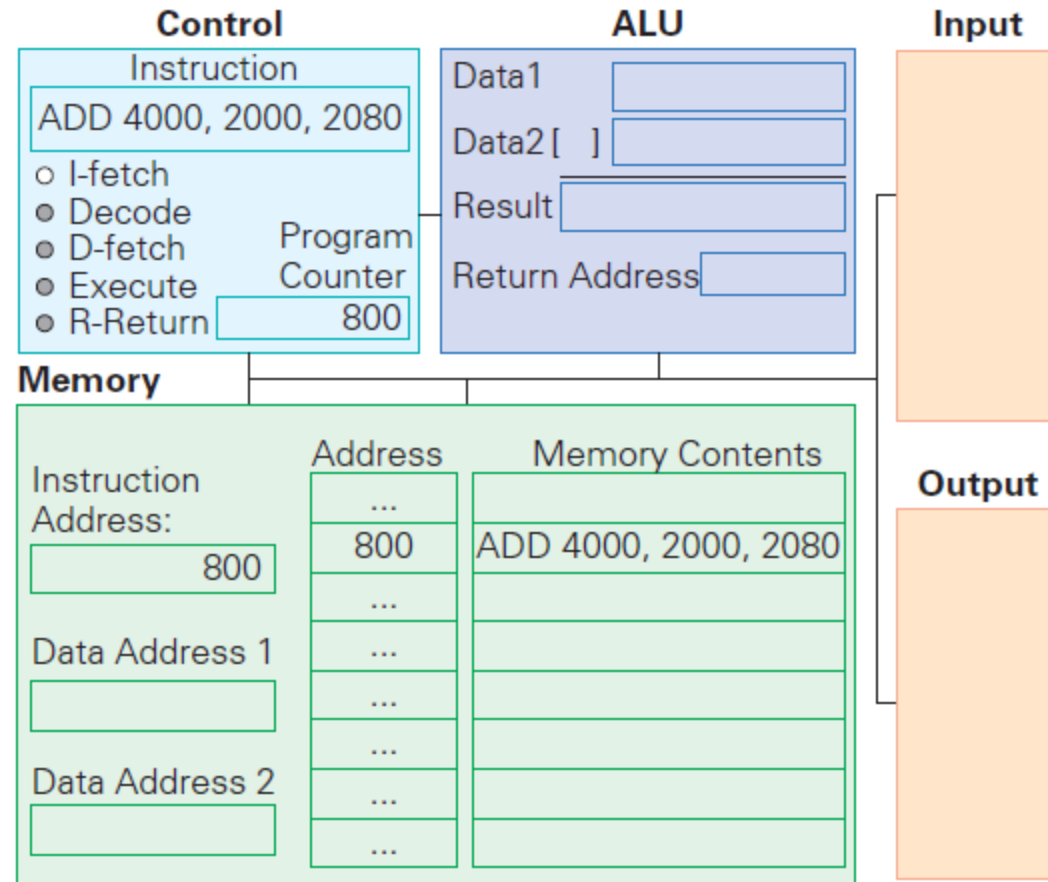 Control
Instruction
ADD 4000, 2000, 2080
I-fetch
Decode
D-fetch
Execute
R-Return
Program
Counter
800
ALU
Data1
Data2 [ ]
Result
Return Address
Input
Memory
Instruction
Address:
800
Data Address 1
Data Address 2
Address Memory Contents
...
800 ADD 4000, 2000, 2080
...
...
...
...
...
...
Output